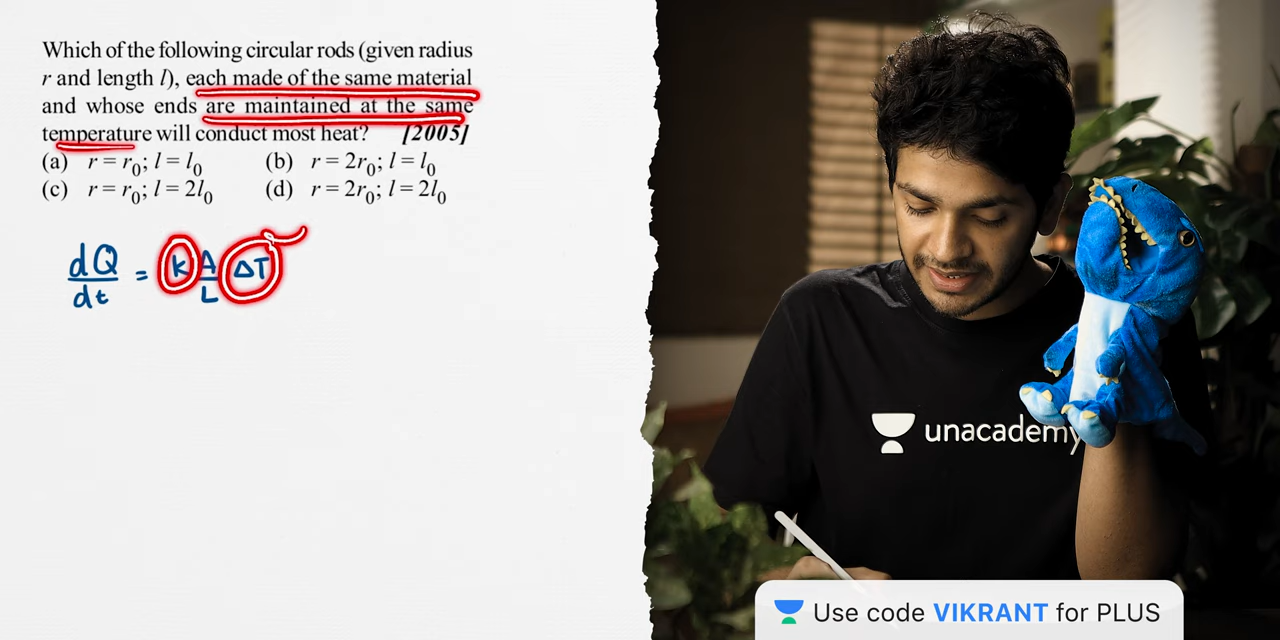 Which of the following circular rods (given radius
r and length l), each made of the same material
and whose ends are maintained at the same
temperature will conduct most heat? [2005]
(a) r = r₀; l = l₀ (b) r = 2r₀; l = l₀
(c) r = r₀; l = 2l₀ (d) r = 2r₀; l = 2l₀
dQ/dt = k A/L ΔT
unacademy
Use code VIKRANT for PLUS